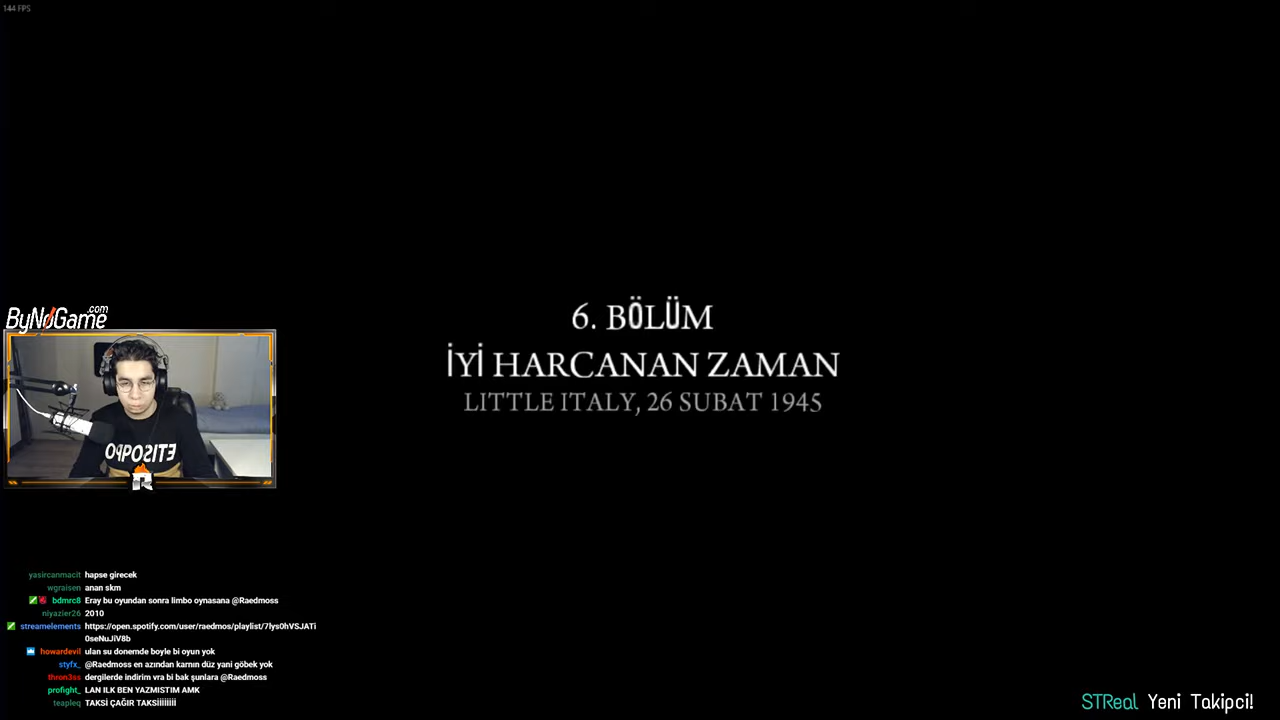 144 FPS
6. BÖLÜM
İYİ HARCANAN ZAMAN
LITTLE ITALY, 26 SUBAT 1945
ByNoGame.com
OPPOSITE
yasircanmacit hapse girecek
wgraisen anan skm
bdmrc8 Eray bu oyundan sonra limbo oynasana @Raedmoss
niyazier26 2010
streamelements https://open.spotify.com/user/raedmos/playlist/7lys0hVSJATi
0seNuJiV8b
howardevil ulan su donemde boyle bi oyun yok
styfx_ @Raedmoss en azından karnın düz yani göbek yok
thron3ss dergilerde indirim vra bi bak şunlara @Raedmoss
profight_ LAN ILK BEN YAZMISTIM AMK
teapleq TAKSİ ÇAĞIR TAKSİİİİİİİİ
STReal Yeni Takipci!